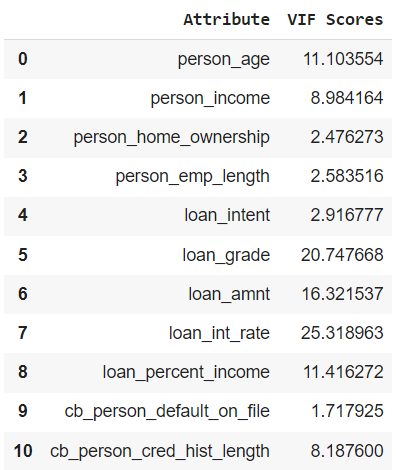 Attribute VIF Scores
0 person_age 11.103554
1 person_income 8.984164
2 person_home_ownership 2.476273
3 person_emp_length 2.583516
4 loan_intent 2.916777
5 loan_grade 20.747668
6 loan_amnt 16.321537
7 loan_int_rate 25.318963
8 loan_percent_income 11.416272
9 cb_person_default_on_file 1.717925
10 cb_person_cred_hist_length 8.187600